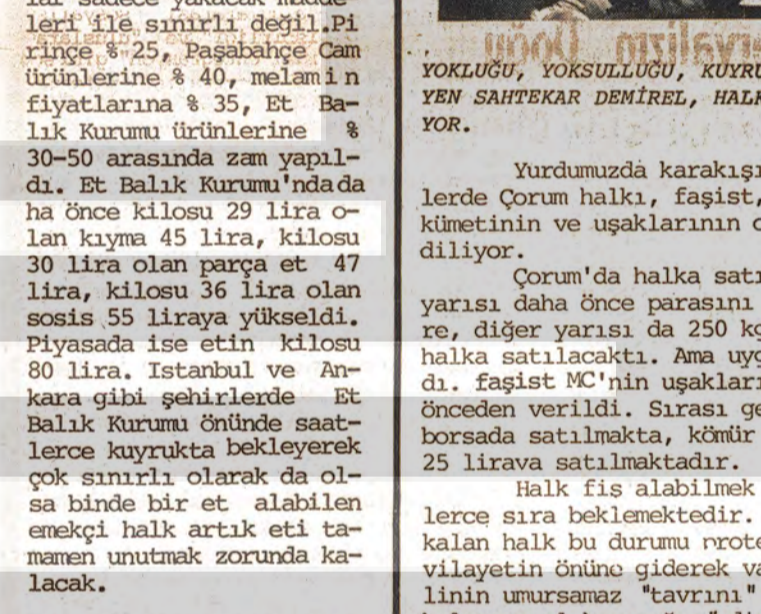 leri ile sınırlı değil.Pi
rinçe % 25, Paşabahçe Cam
ürünlerine % 40, melamin
fiyatlarına % 35, Et Ba-
lık Kurumu ürünlerine %
30-50 arasında zam yapıl-
dı. Et Balık Kurumu'nda da
ha önce kilosu 29 lira o-
lan kıyma 45 lira, kilosu
30 lira olan parça et 47
lira, kilosu 36 lira olan
sosis 55 liraya yükseldi.
Piyasada ise etin kilosu
80 lira. Istanbul ve An-
kara gibi şehirlerde Et
Balık Kurumu önünde saat-
lerce kuyrukta bekleyerek
çok sınırlı olarak da ol-
sa binde bir et alabilen
emekçi halk artık eti ta-
mamen unutmak zorunda ka-
lacak.
YOKLUĞU, YOKSULLUĞU, KUYRU
YEN SAHTEKAR DEMİREL, HALK
YOR.
Yurdumuzda karakışı
lerde Çorum halkı, faşist,
kümetinin ve uşaklarının
diliyor.
Çorum'da halka satı
yarısı daha önce parasını
re, diğer yarısı da 250 kg
halka satılacaktı. Ama uyg
dı. faşist MC'nin uşakları
önceden verildi. Sırası ge
borsada satılmakta, kömür
25 lirava satılmaktadır.
Halk fiş alabilmek
lerce sıra beklemektedir.
kalan halk bu durumu prote
vilayetin önüne giderek va
linin umursamaz "tavrını"